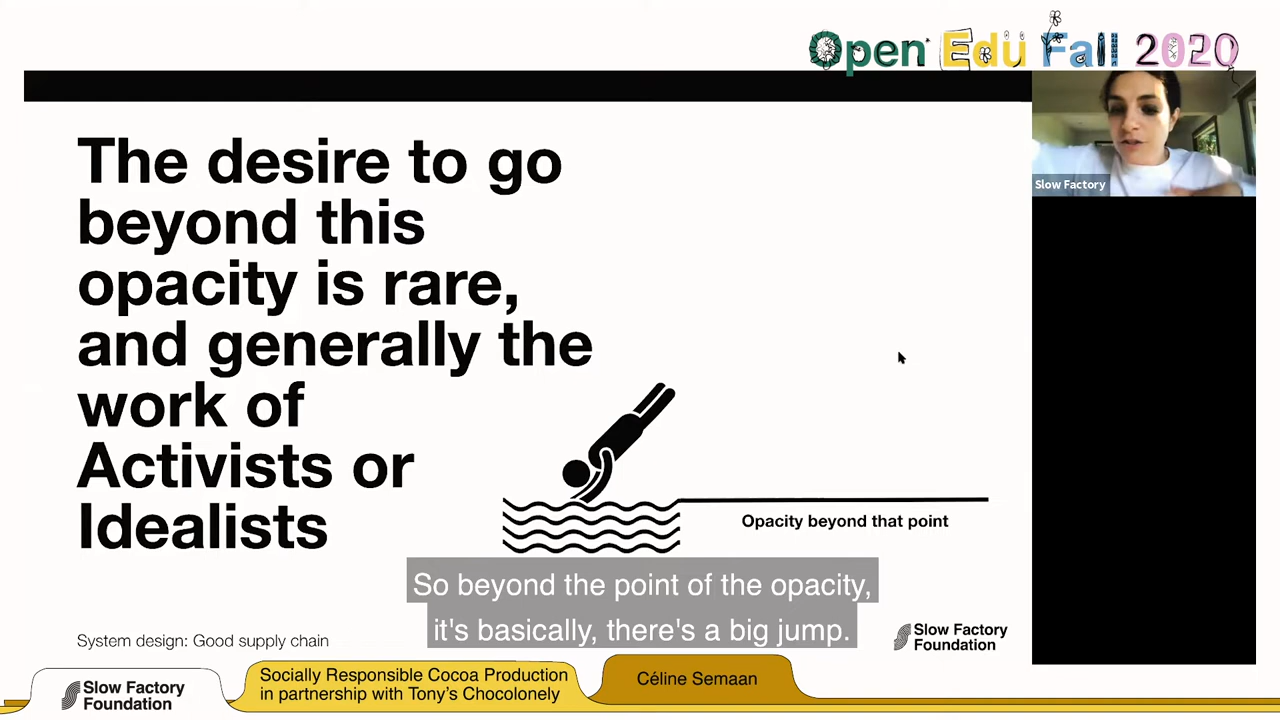 Open Edu Fall 2020
The desire to go
beyond this
opacity is rare,
and generally the
work of
Activists or
Idealists
Slow Factory
Opacity beyond that point
So beyond the point of the opacity,
it's basically, there's a big jump.
System design: Good supply chain
Slow Factory
Foundation
Slow Factory
Foundation
Socially Responsible Cocoa Production
in partnership with Tony's Chocolonely
Céline Semaan